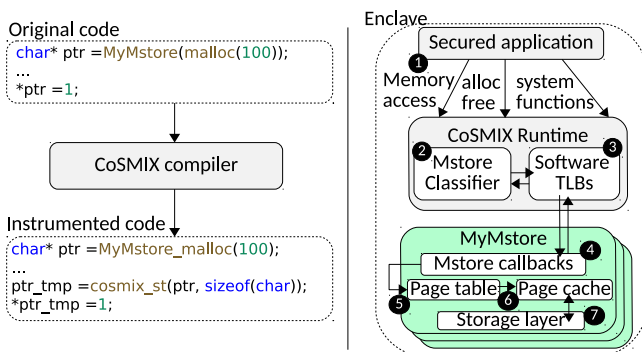 Original code
char* ptr =MyMstore(malloc(100));
...
*ptr =1;
CoSMIX compiler
Instrumented code
char* ptr =MyMstore_malloc(100);
...
ptr_tmp =cosmix_st(ptr, sizeof(char));
*ptr_tmp =1;
Enclave
Secured application
1
Memory
access
alloc
free
system
functions
CoSMIX Runtime
2
Mstore
Classifier
3
Software
TLBs
MyMstore
4
Mstore callbacks
5
Page table
6
Page cache
7
Storage layer